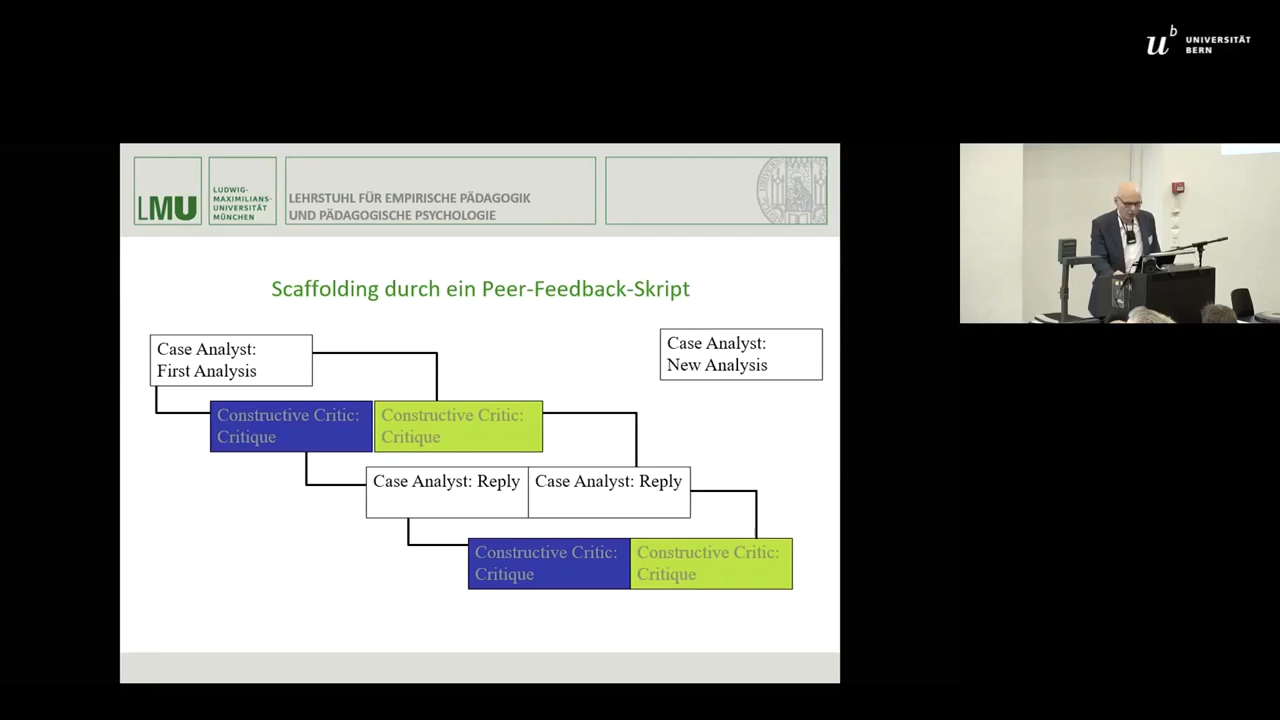 u
b
UNIVERSITÄT
BERN
LMU
LUDWIG-
MAXIMILIANS-
UNIVERSITÄT
MÜNCHEN
LEHRSTUHL FÜR EMPIRISCHE PÄDAGOGIK
UND PÄDAGOGISCHE PSYCHOLOGIE
Scaffolding durch ein Peer-Feedback-Skript
Case Analyst:
First Analysis
Case Analyst:
New Analysis
Constructive Critic:
Critique
Constructive Critic:
Critique
Case Analyst: Reply
Case Analyst: Reply
Constructive Critic:
Critique
Constructive Critic:
Critique